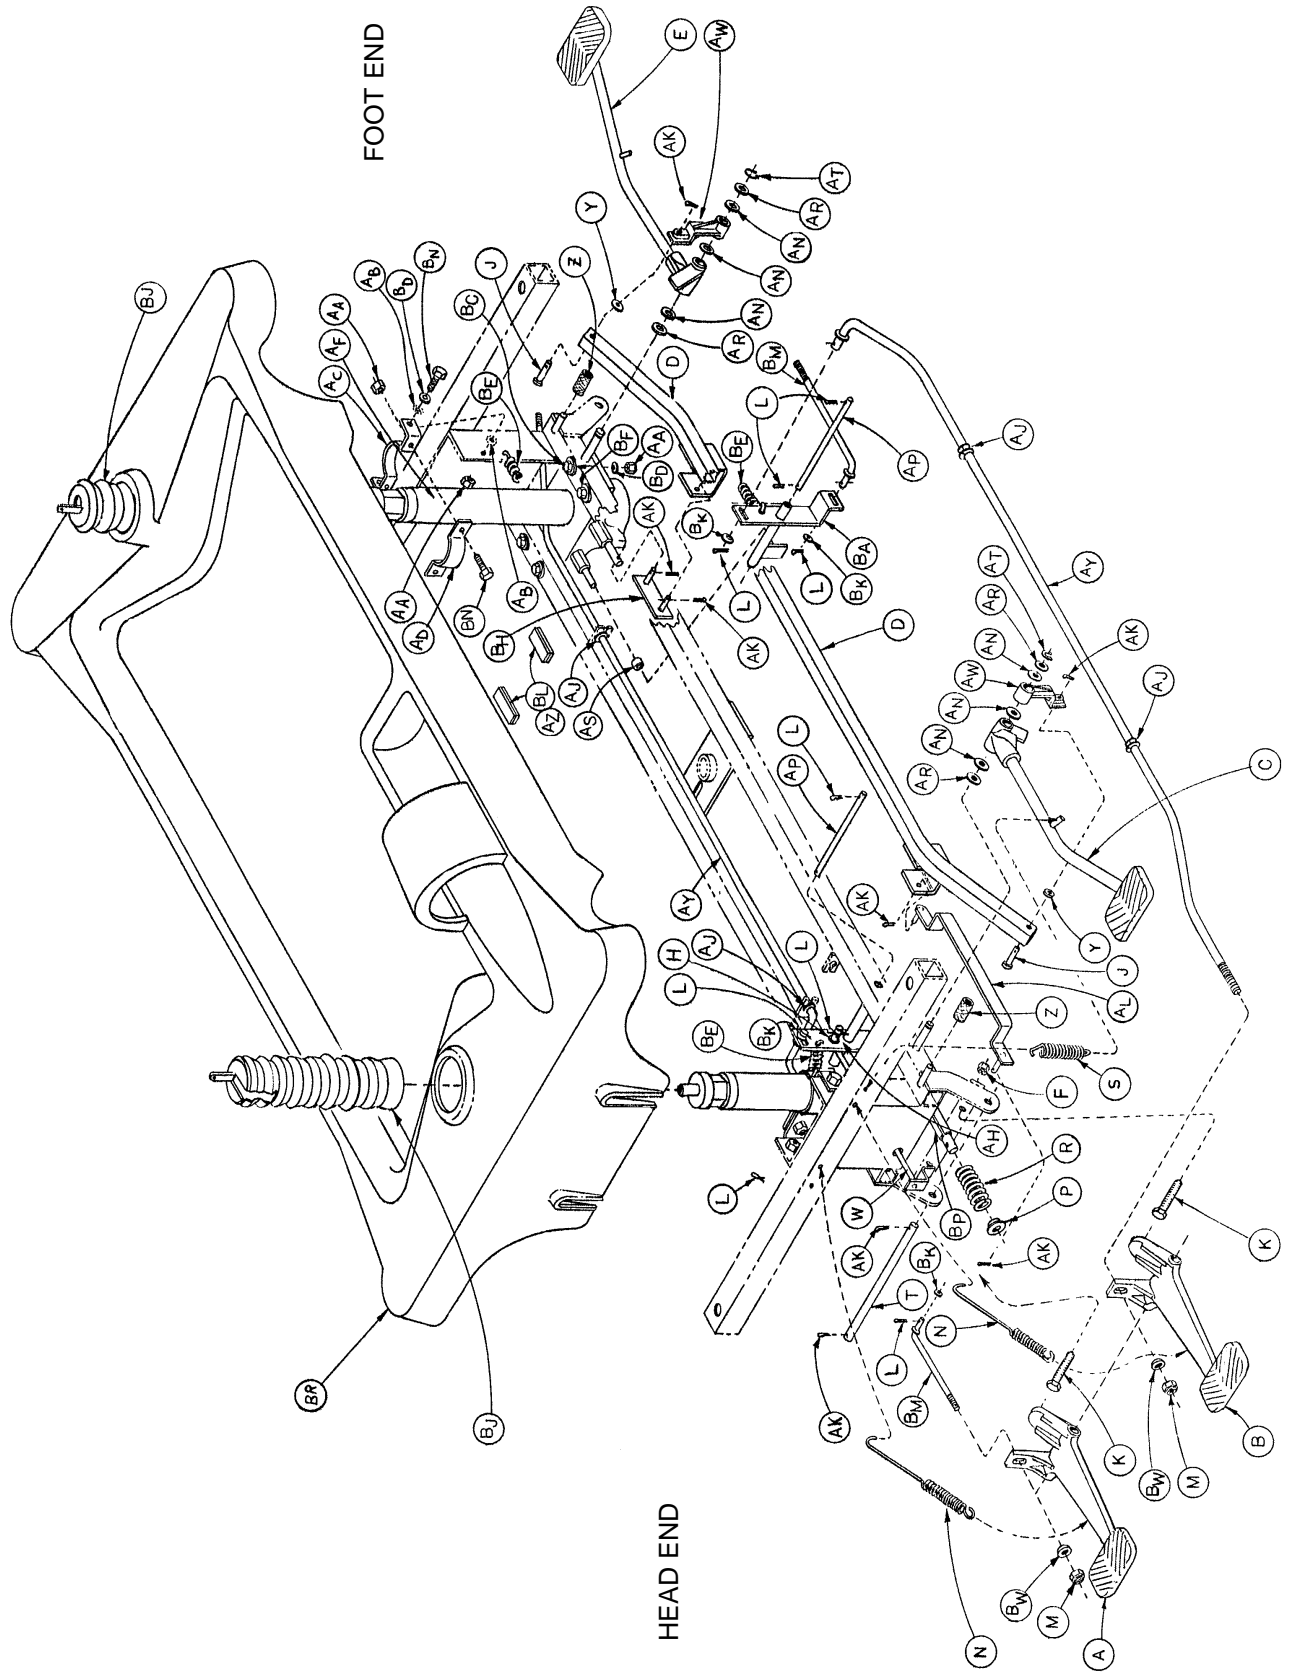 BJ
BR
AC
AF
AA
AB
FOOT END
AA
BD
AD
BN
BN
BC
BJ
BE
J
BH
AB
BL
AZ
AJ
Z
AS
Y
BF
AK
BD
AA
HEAD END
AK
H
L
E
AY
BK
AJ
BE
AW
L
D
AR
BE
L
AK
AN
L
BK
BM
AN
L
AP
AN
L
AR
L
AT
AK
BK
AK
W
BA
AK
L
D
T
AP
BM
AR
BK
AN
N
AN
BP
AW
N
AN
AH
AR
AT
BW
AJ
AK
Z
M
F
R
P
AY
Y
A
S
AL
K
J
AK
BW
AJ
M
B
K
C